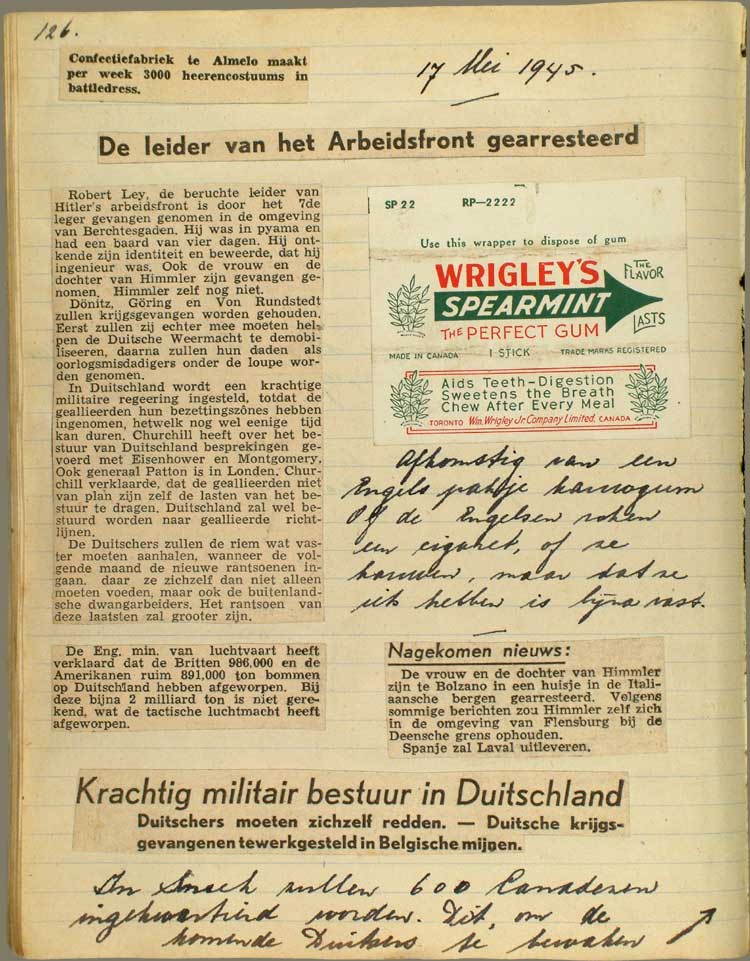 126.
Confectiefabriek te Almelo maakt
per week 3000 heerencostuums in
battledress.
17 Mei 1945.
De leider van het Arbeidsfront gearresteerd
Robert Ley, de beruchte leider van
Hitler's arbeidsfront is door het 7de
leger gevangen genomen in de omgeving
van Berchtesgaden. Hij was in pyama en
had een baard van vier dagen. Hij ont-
kende zijn identiteit en beweerde, dat hij
ingenieur was. Ook de vrouw en de
dochter van Himmler zijn gevangen ge-
nomen. Himmler zelf nog niet.
Dönitz, Göring en Von Rundstedt
zullen krijgsgevangen worden gehouden.
Eerst zullen zij echter mee moeten hel-
pen de Duitsche Weermacht te demobi-
liseeren, daarna zullen hun daden als
oorlogsmisdadigers onder de loupe wor-
den genomen.
In Duitschland wordt een krachtige
militaire regeering ingesteld, totdat de
geallieerden hun bezettingszônes hebben
ingenomen, hetwelk nog wel eenige tijd
kan duren. Churchill heeft over het be-
stuur van Duitschland besprekingen ge-
voerd met Eisenhower en Montgomery.
Ook generaal Patton is in Londen. Chur-
chill verklaarde, dat de geallieerden niet
van plan zijn zelf de lasten van het be-
stuur te dragen. Duitschland zal wel be-
stuurd worden naar geallieerde richt-
lijnen.
De Duitschers zullen de riem wat vas-
ter moeten aanhalen, wanneer de vol-
gende maand de nieuwe rantsoenen in-
gaan. daar ze zichzelf dan niet alleen
moeten voeden, maar ook de buitenland-
sche dwangarbeiders. Het rantsoen van
deze laatsten zal grooter zijn.
SP 22 RP-2222
Use this wrapper to dispose of gum
WRIGLEY'S
SPEARMINT
THE PERFECT GUM
THE FLAVOR
LASTS
MADE IN CANADA 1 STICK TRADE MARKS REGISTERED
Aids Teeth-Digestion
Sweetens the Breath
Chew After Every Meal
TORONTO Wm. Wrigley Jr. Company Limited, CANADA
Afkomstig van een
Engels pakje kauwgum
Of de Engelsen roken
een cigaret, of ze
kauwen, maar dat ze
iets hebben is bijna vast.
De Eng. min. van luchtvaart heeft
verklaard dat de Britten 986,000 en de
Amerikanen ruim 891,000 ton bommen
op Duitschland hebben afgeworpen. Bij
deze bijna 2 milliard ton is niet gere-
kend, wat de tactische luchtmacht heeft
afgeworpen.
Nagekomen nieuws:
De vrouw en de dochter van Himmler
zijn te Bolzano in een huisje in de Itali-
aansche bergen gearresteerd. Volgens
sommige berichten zou Himmler zelf zich
in de omgeving van Flensburg bij de
Deensche grens ophouden.
Spanje zal Laval uitleveren.
Krachtig militair bestuur in Duitschland
Duitschers moeten zichzelf redden. — Duitsche krijgs-
gevangenen tewerkgesteld in Belgische mijnen.
In Sneek zullen 600 Canadezen
ingekwartierd worden. Dit, om de
komende Duitsers te bewaken